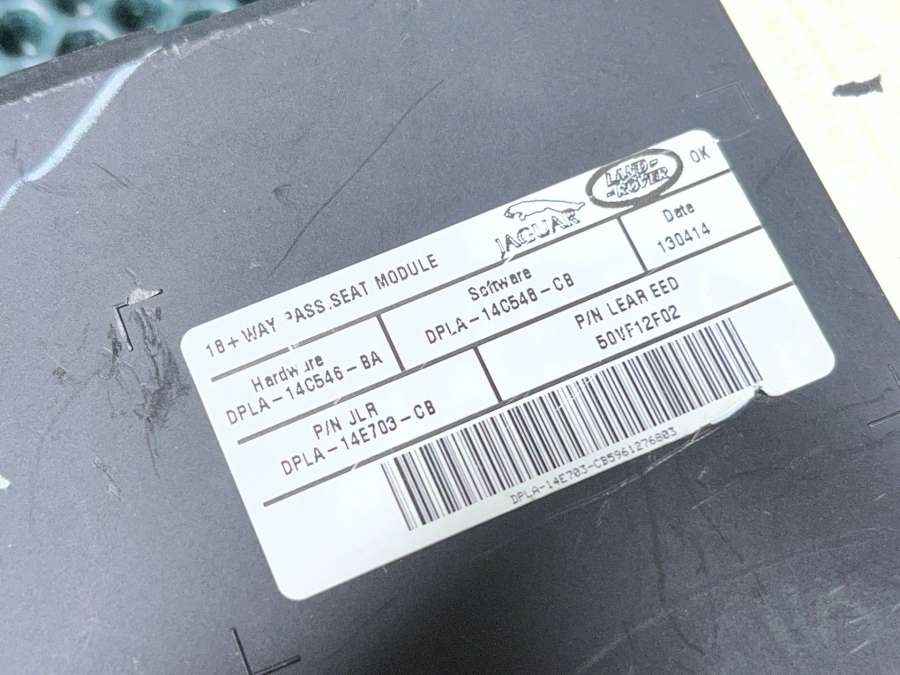 18+WAY PASS.SEAT MODULE
JAGUAR
LAND-
-ROVER
OK
Hardware
DPLA-14C546-BA
Software
DPLA-14C548-CB
Date
130414
P/N JLR
DPLA-14E703-CB
P/N LEAR EED
50VF12F02
DPLA-14E703-CB5961276803